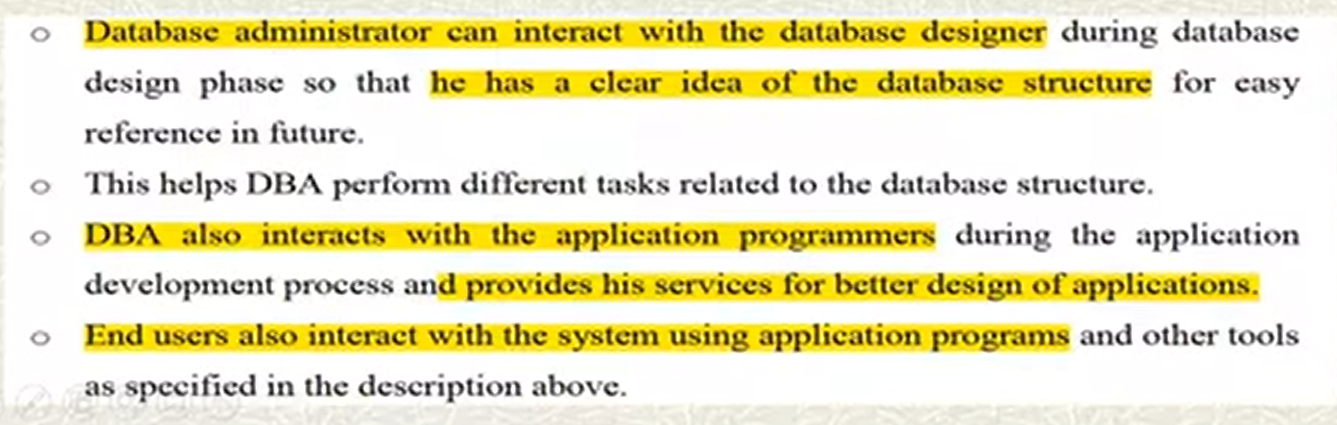 ○ Database administrator can interact with the database designer during database
design phase so that he has a clear idea of the database structure for easy
reference in future.
○ This helps DBA perform different tasks related to the database structure.
○ DBA also interacts with the application programmers during the application
development process and provides his services for better design of applications.
○ End users also interact with the system using application programs and other tools
as specified in the description above.